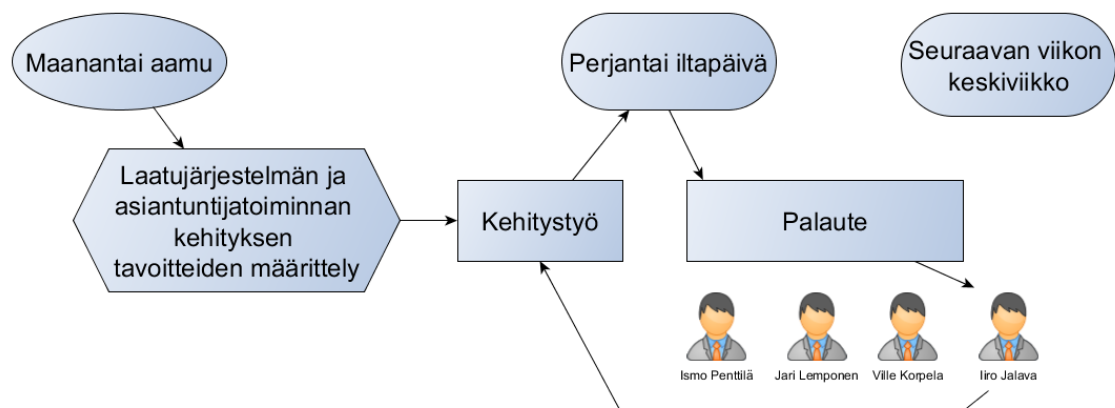 Maanantai aamu
Perjantai iltapäivä
Seuraavan viikon
keskiviikko
Laatujärjestelmän ja
asiantuntijatoiminnan
kehityksen
tavoitteiden määrittely
Kehitystyö
Palaute
Ismo Penttilä
Jari Lemponen
Ville Korpela
Iiro Jalava